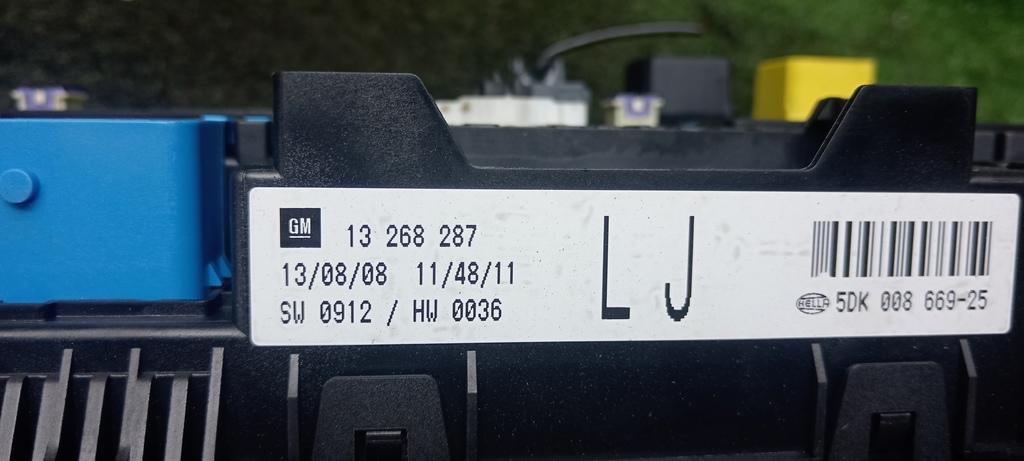 GM 13 268 287
13/08/08 11/48/11
SW 0912 / HW 0036
LJ
HELLA 5DK 008 669-25